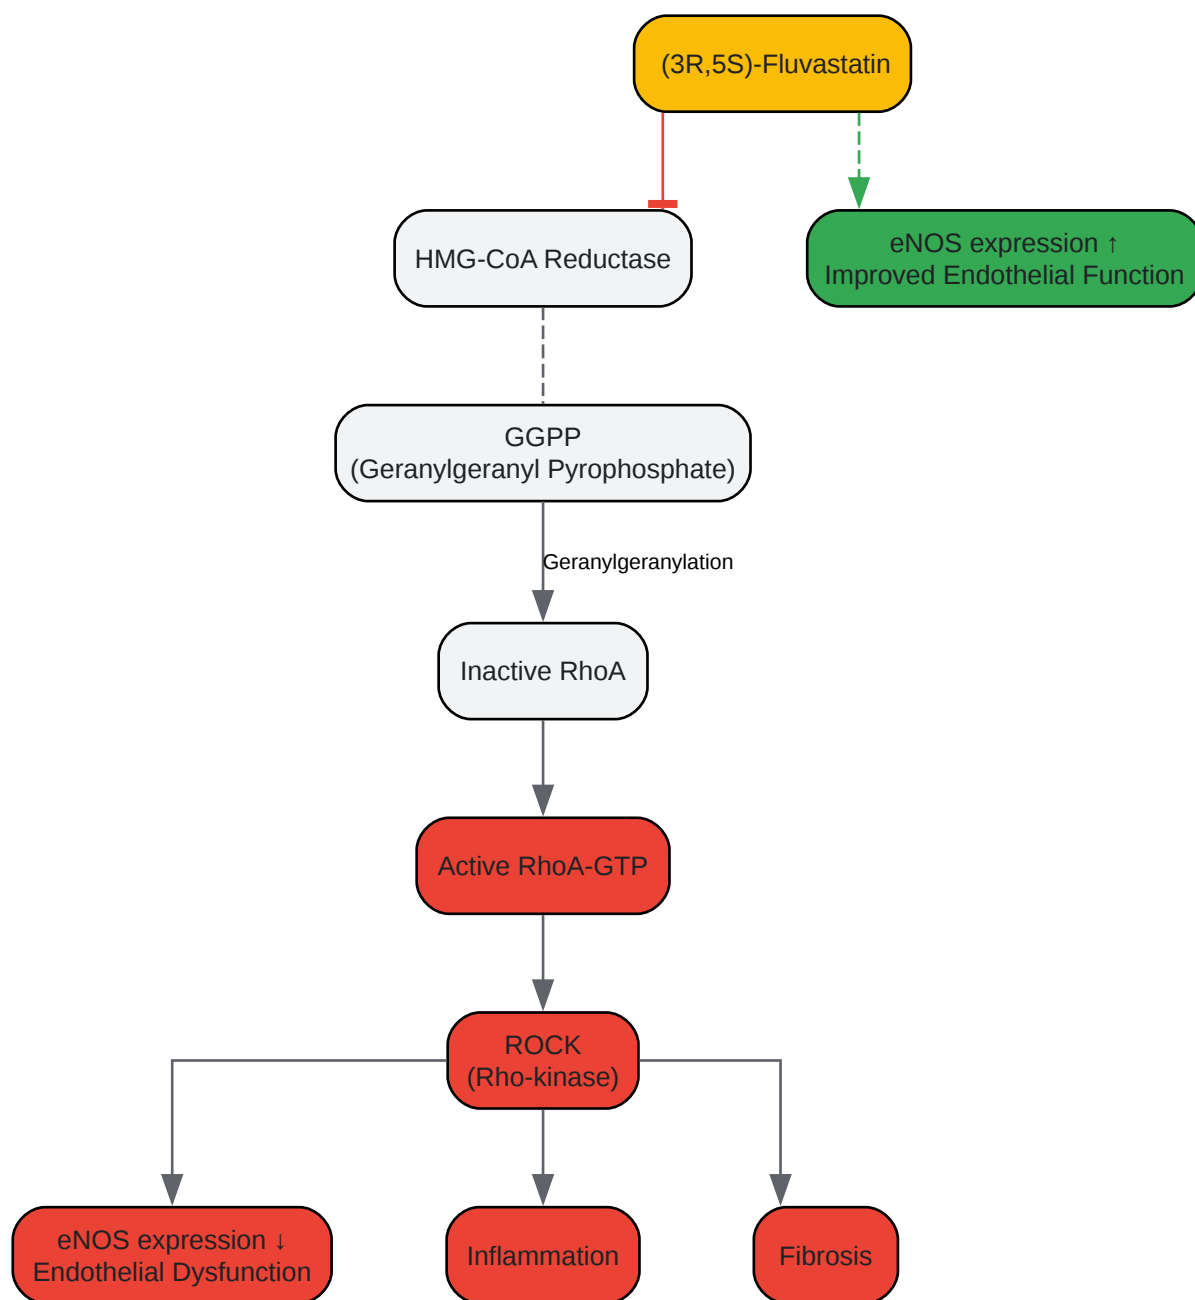 (3R,5S)-Fluvastatin
HMG-CoA Reductase
eNOS expression ↑
Improved Endothelial Function
GGPP
(Geranylgeranyl Pyrophosphate)
Geranylgeranylation
Inactive RhoA
Active RhoA-GTP
ROCK
(Rho-kinase)
eNOS expression ↓
Endothelial Dysfunction
Inflammation
Fibrosis